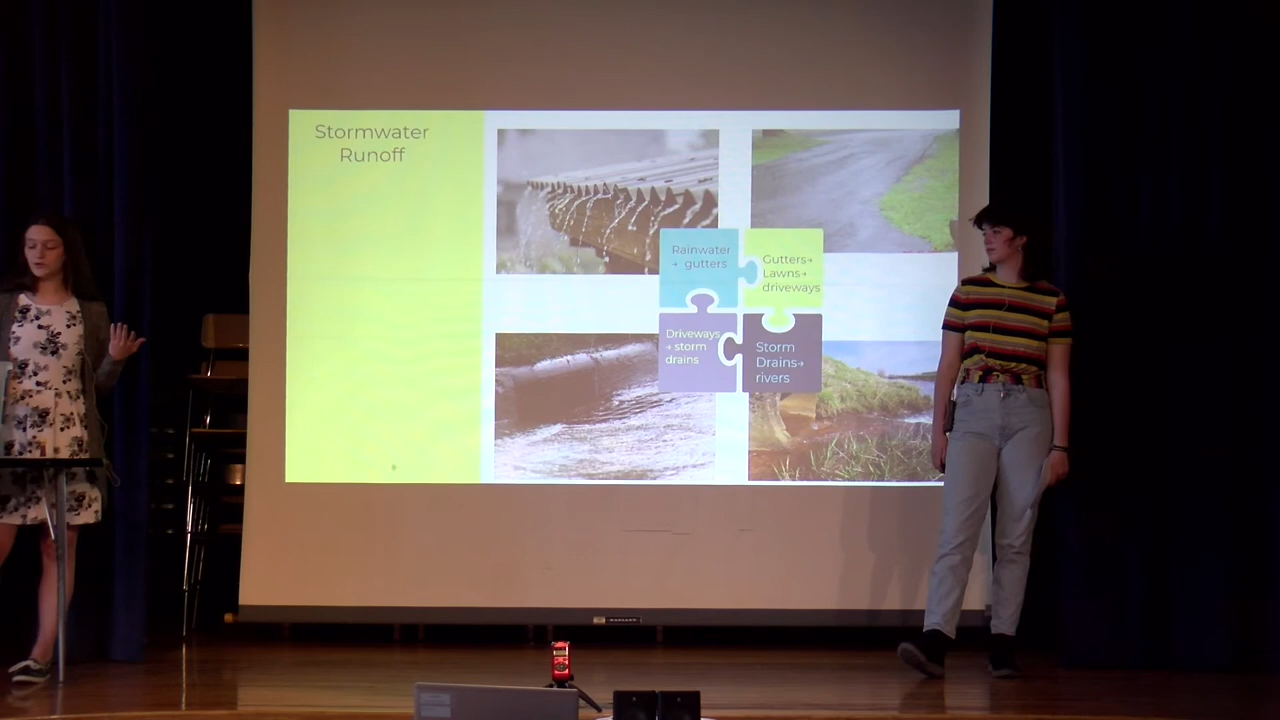 Stormwater
Runoff
Rainwater
→ gutters
Gutters→
Lawns→
driveways
Driveways
→ storm
drains
Storm
Drains→
rivers